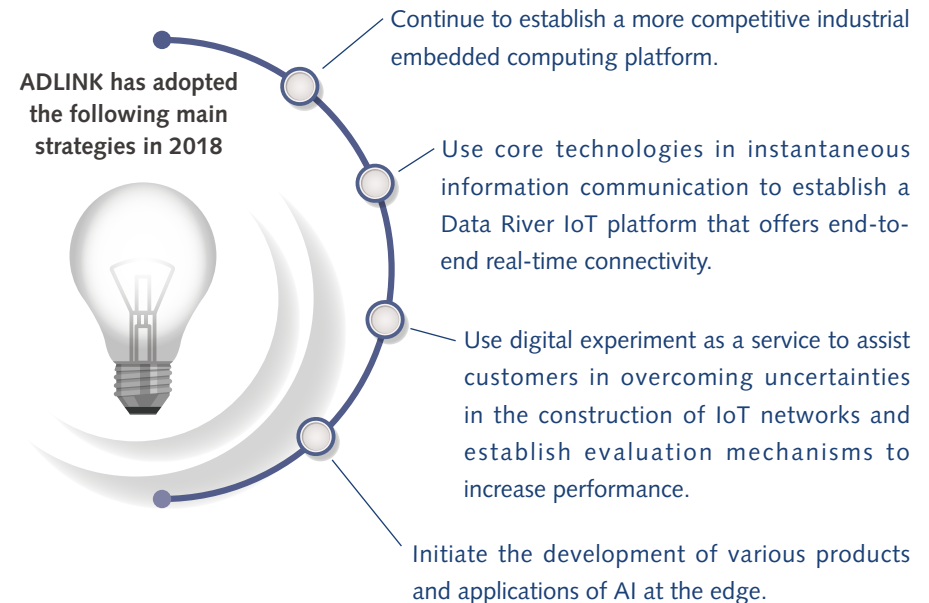 ADLINK has adopted
the following main
strategies in 2018
Continue to establish a more competitive industrial
embedded computing platform.
Use core technologies in instantaneous
information communication to establish a
Data River IoT platform that offers end-to-
end real-time connectivity.
Use digital experiment as a service to assist
customers in overcoming uncertainties
in the construction of IoT networks and
establish evaluation mechanisms to
increase performance.
Initiate the development of various products
and applications of AI at the edge.